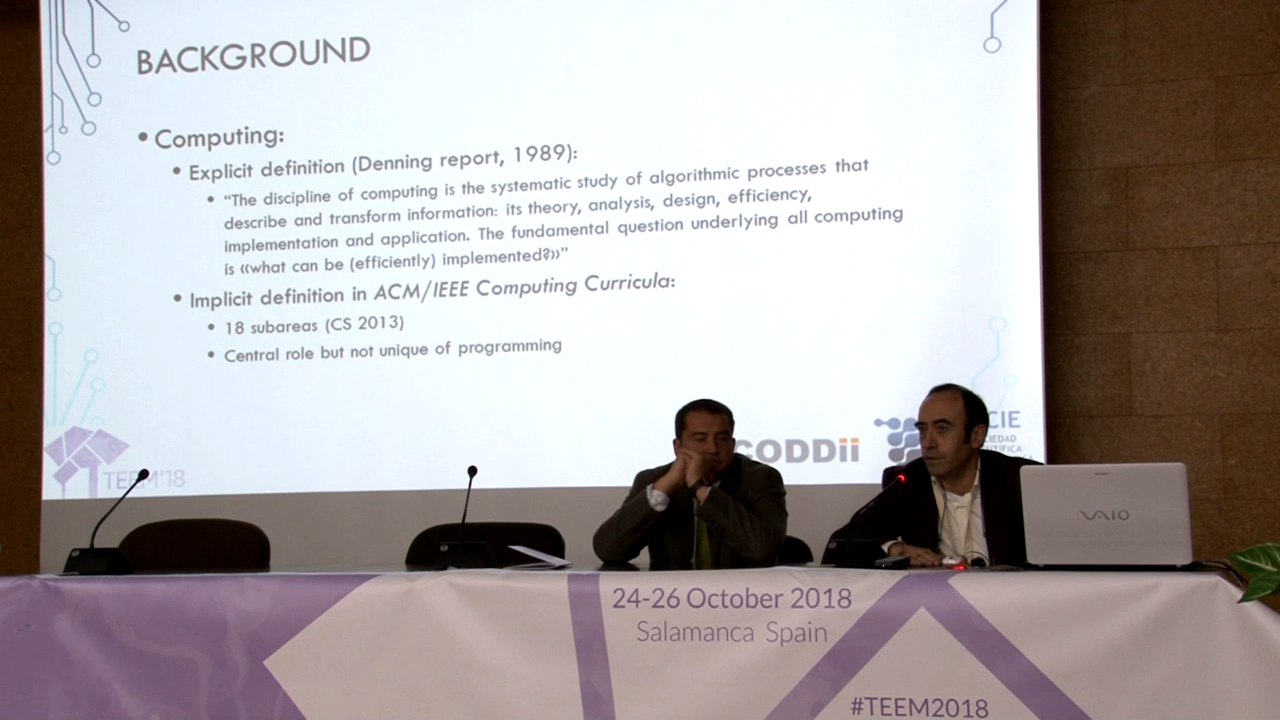 BACKGROUND
• Computing:
• Explicit definition (Denning report, 1989):
• "The discipline of computing is the systematic study of algorithmic processes that
describe and transform information: its theory, analysis, design, efficiency,
implementation and application. The fundamental question underlying all computing
is «what can be (efficiently) implemented?»"
• Implicit definition in ACM/IEEE Computing Curricula:
• 18 subareas (CS 2013)
• Central role but not unique of programming
TEEM'18
CODDii
CIE
VAIO
24-26 October 2018
Salamanca Spain
#TEEM2018